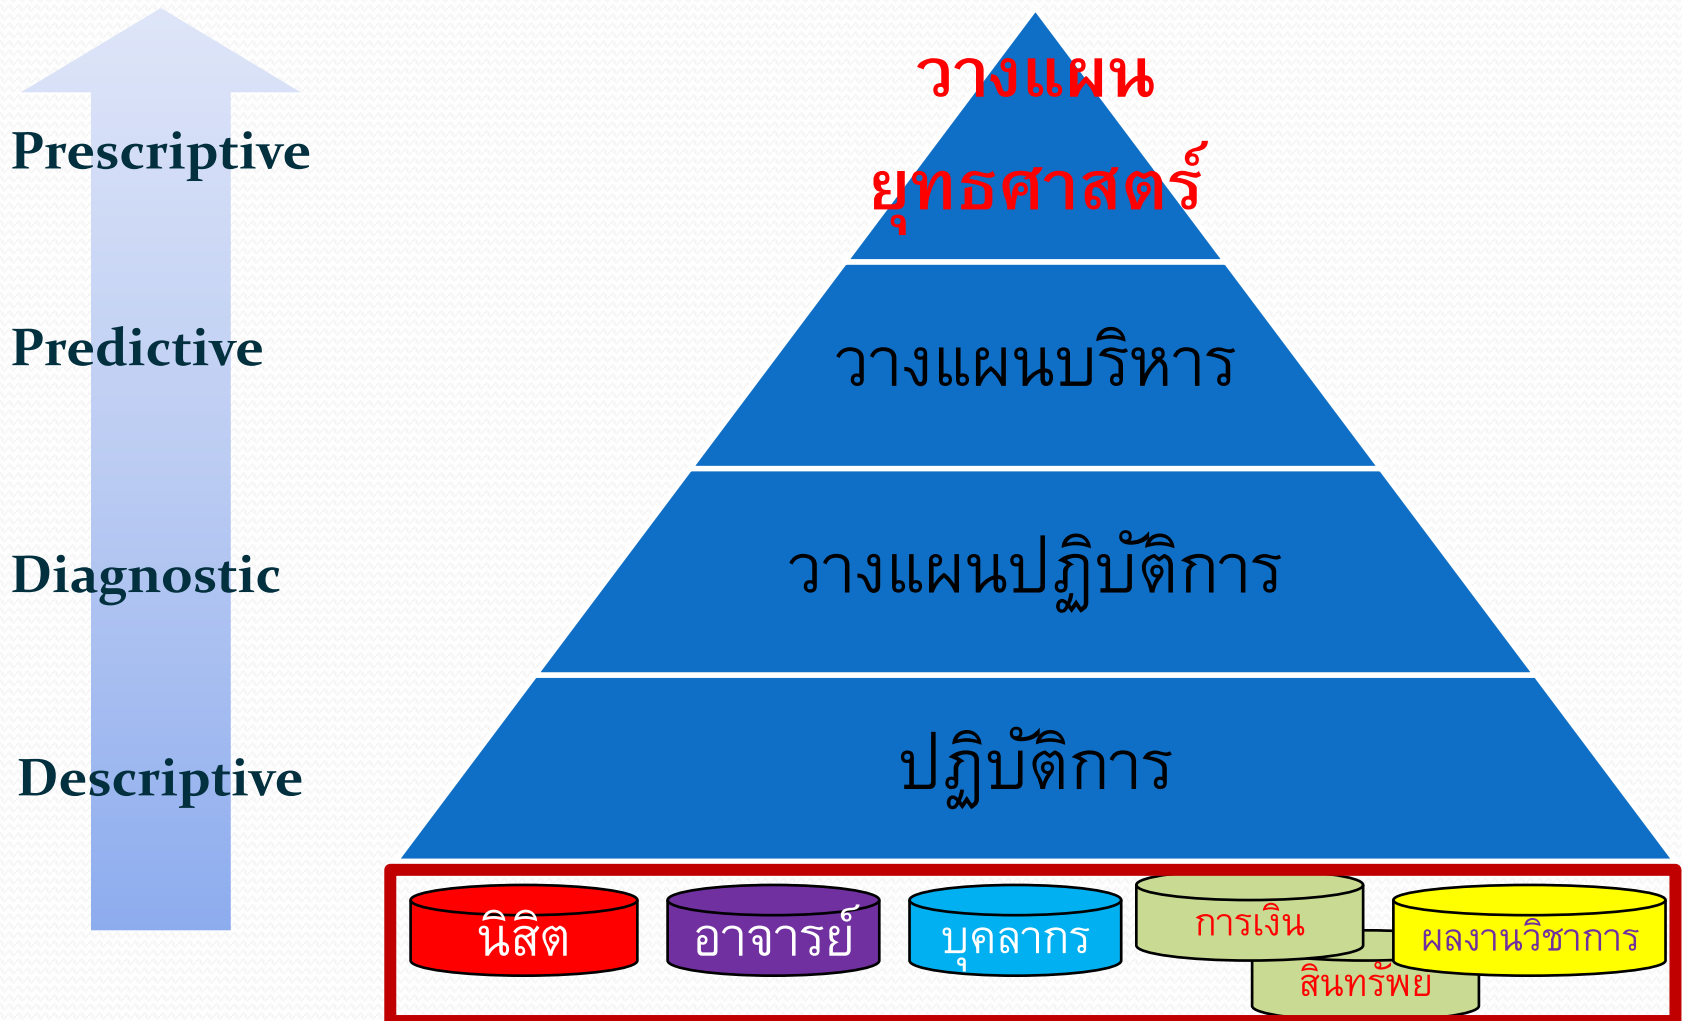 วางแผน
ยุทธศาสตร์
Prescriptive
วางแผนบริหาร
Predictive
วางแผนปฏิบัติการ
Diagnostic
ปฏิบัติการ
Descriptive
นิสิต
อาจารย์
บุคลากร
การเงิน
สินทรัพย
ผลงานวิชาการ